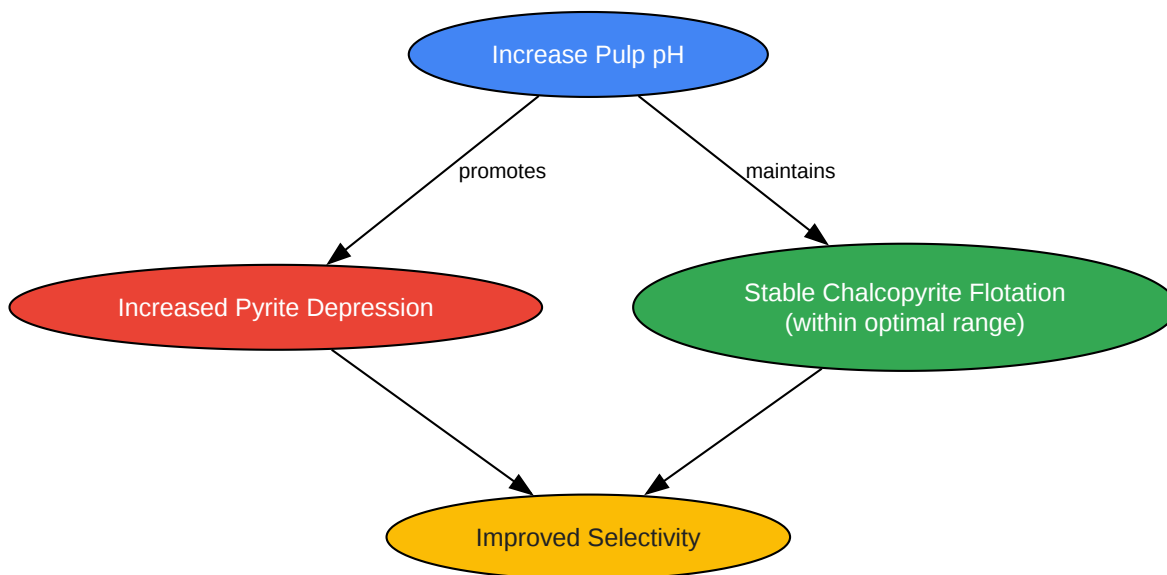 Increase Pulp pH
promotes
maintains
Increased Pyrite Depression
Stable Chalcopyrite Flotation
(within optimal range)
Improved Selectivity